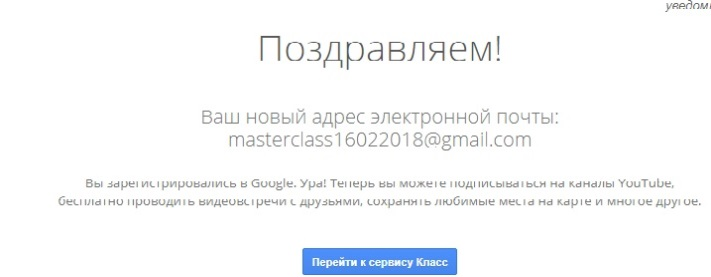 уведом
Поздравляем!
Ваш новый адрес электронной почты:
masterclass16022018@gmail.com
Вы зарегистрировались в Google. Ура! Теперь вы можете подписываться на каналы YouTube,
бесплатно проводить видеовстречи с друзьями, сохранять любимые места на карте и многое другое.
Перейти к сервису Класс